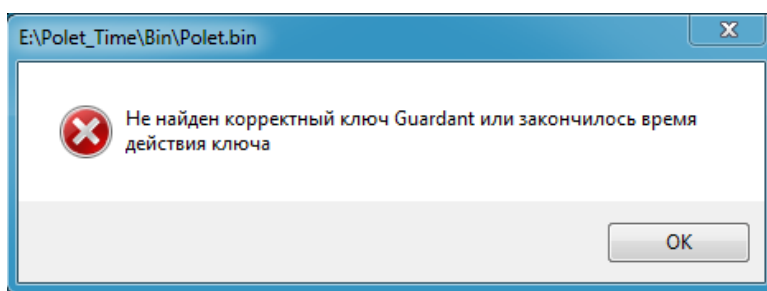 E:\Polet_Time\Bin\Polet.bin
Не найден корректный ключ Guardant или закончилось время
действия ключа
OK